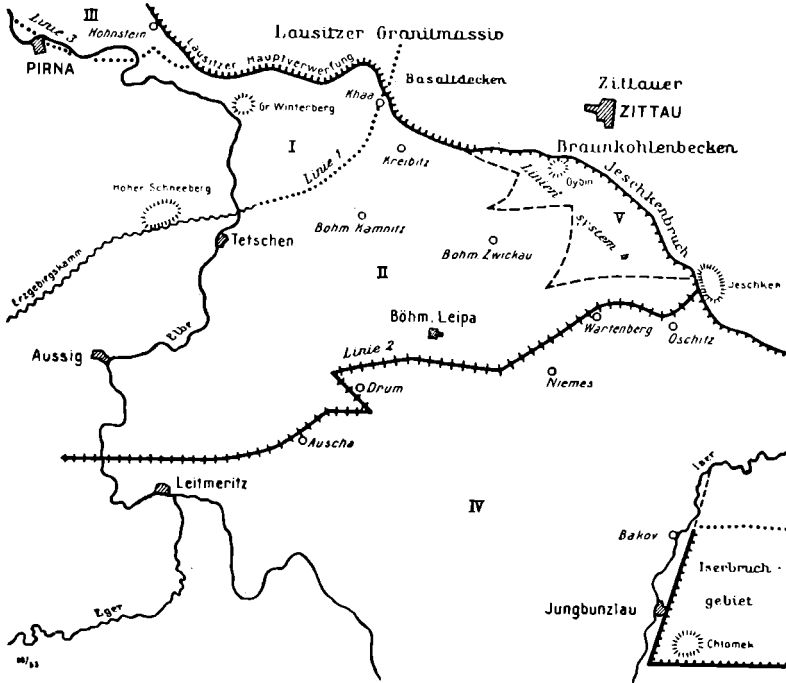 III
Hohnstein
Linie 3
PIRNA
Lausitzer Hauptverwerfung
Lausitzer Granitmassiv
Basaltdecken
Khaa
Zittauer
ZITTAU
Braunkohlenbecken
Gr. Winterberg
I
Linie 1
Kreibitz
Oybin
Jeschkenbruch
Linien
system 4
V
Hoher Schneeberg
Böhm Kamnitz
Tetschen
Böhm Zwickau
II
Erzgebirgskamm
Jeschken
Elbe
Böhm. Leipa
Wartenberg
Oschitz
Aussig
Linie 2
Drum
Niemes
Auscha
Leitmeritz
IV
Iser
Bakov
Iserbruch-
gebiet
Jungbunzlau
Eger
Chlomek